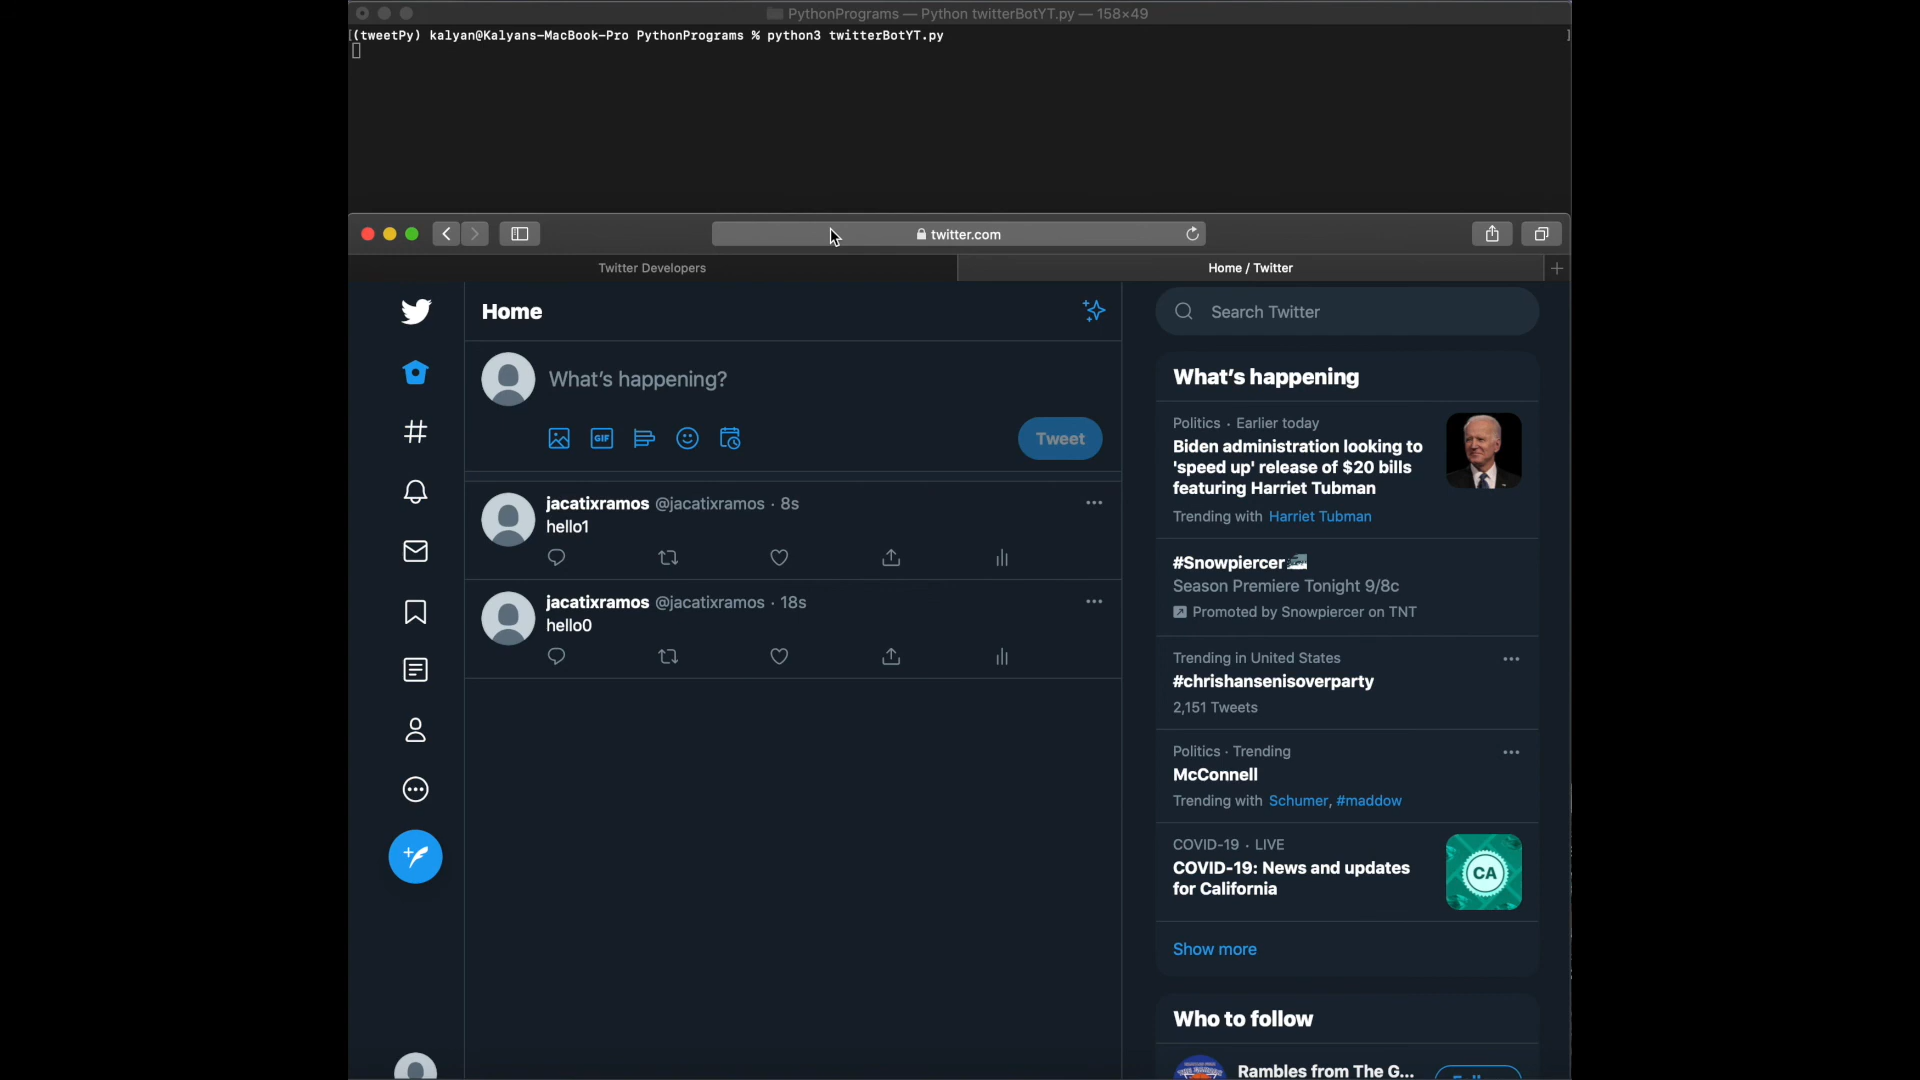 PythonPrograms — Python twitterBotYT.py — 158×49
(tweetPy) kalyan@Kalyans-MacBook-Pro PythonPrograms % python3 twitterBotYT.py
twitter.com
Twitter Developers
Home / Twitter
Home
Search Twitter
What's happening?
GIF
Tweet
jacatixramos @jacatixramos · 8s
hello1
jacatixramos @jacatixramos · 18s
hello0
What's happening
Politics · Earlier today
Biden administration looking to
'speed up' release of $20 bills
featuring Harriet Tubman
Trending with Harriet Tubman
#Snowpiercer
Season Premiere Tonight 9/8c
Promoted by Snowpiercer on TNT
Trending in United States
#chrishansenisoverparty
2,151 Tweets
Politics · Trending
McConnell
Trending with Schumer, #maddow
COVID-19 · LIVE
COVID-19: News and updates
for California
CA
Show more
Who to follow
Rambles from The G...